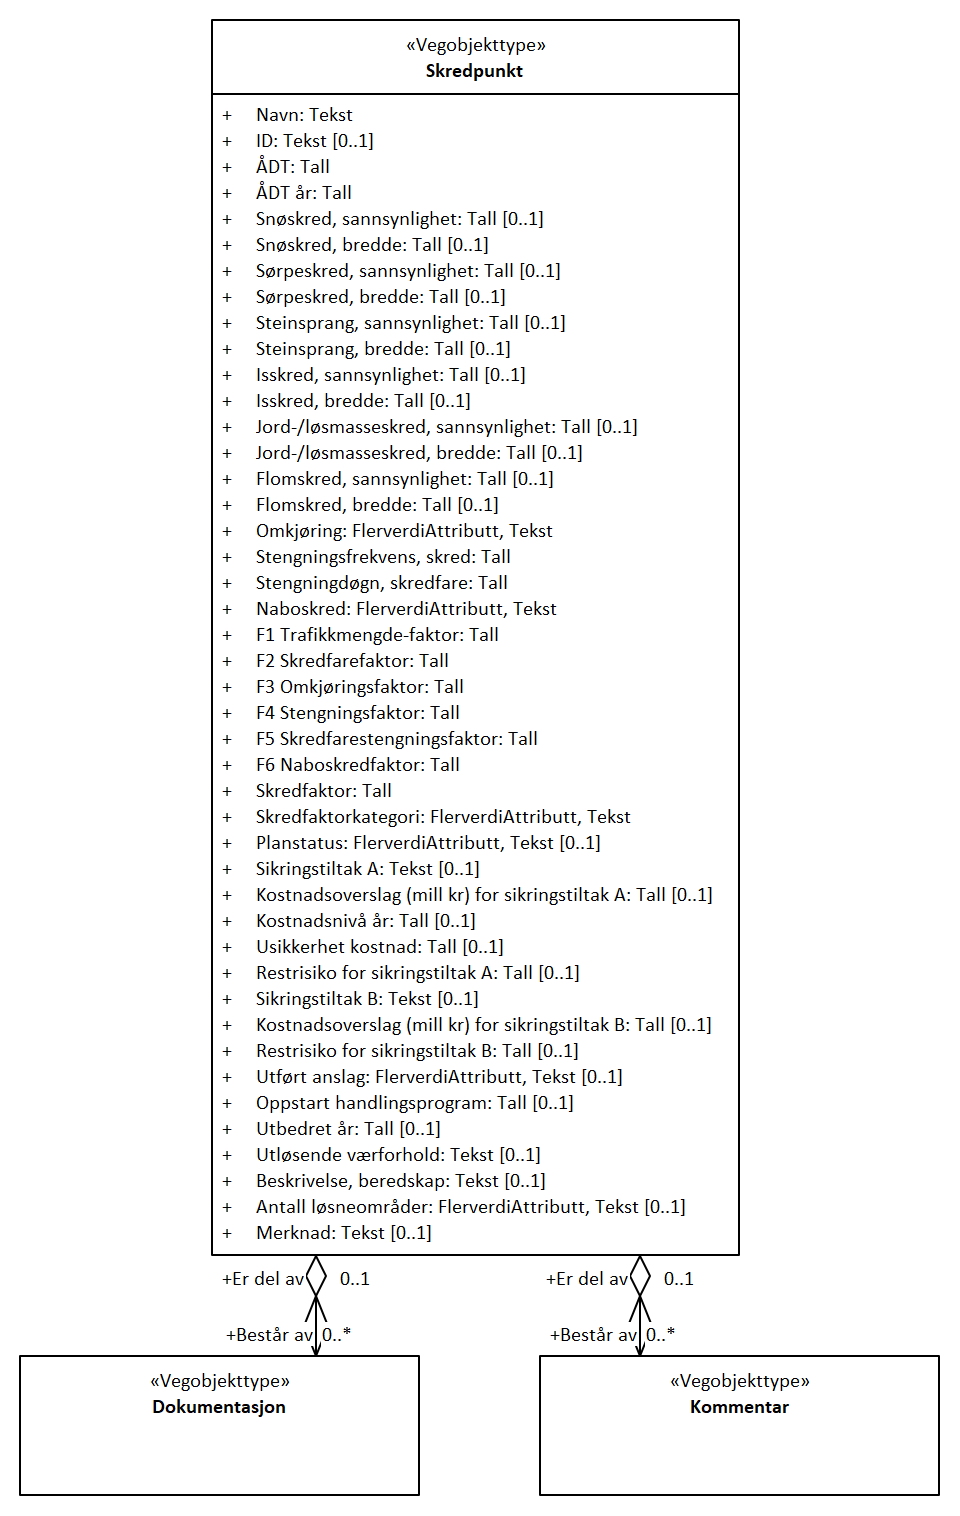 «Vegobjekttype»
Skredpunkt
+ Navn: Tekst
+ ID: Tekst [0..1]
+ ÅDT: Tall
+ ÅDT år: Tall
+ Snøskred, sannsynlighet: Tall [0..1]
+ Snøskred, bredde: Tall [0..1]
+ Sørpeskred, sannsynlighet: Tall [0..1]
+ Sørpeskred, bredde: Tall [0..1]
+ Steinsprang, sannsynlighet: Tall [0..1]
+ Steinsprang, bredde: Tall [0..1]
+ Isskred, sannsynlighet: Tall [0..1]
+ Isskred, bredde: Tall [0..1]
+ Jord-/løsmasseskred, sannsynlighet: Tall [0..1]
+ Jord-/løsmasseskred, bredde: Tall [0..1]
+ Flomskred, sannsynlighet: Tall [0..1]
+ Flomskred, bredde: Tall [0..1]
+ Omkjøring: FlerverdiAttributt, Tekst
+ Stengningsfrekvens, skred: Tall
+ Stengningdøgn, skredfare: Tall
+ Naboskred: FlerverdiAttributt, Tekst
+ F1 Trafikkmengde-faktor: Tall
+ F2 Skredfarefaktor: Tall
+ F3 Omkjøringsfaktor: Tall
+ F4 Stengningsfaktor: Tall
+ F5 Skredfarestengningsfaktor: Tall
+ F6 Naboskredfaktor: Tall
+ Skredfaktor: Tall
+ Skredfaktorkategori: FlerverdiAttributt, Tekst
+ Planstatus: FlerverdiAttributt, Tekst [0..1]
+ Sikringstiltak A: Tekst [0..1]
+ Kostnadsoverslag (mill kr) for sikringstiltak A: Tall [0..1]
+ Kostnadsnivå år: Tall [0..1]
+ Usikkerhet kostnad: Tall [0..1]
+ Restrisiko for sikringstiltak A: Tall [0..1]
+ Sikringstiltak B: Tekst [0..1]
+ Kostnadsoverslag (mill kr) for sikringstiltak B: Tall [0..1]
+ Restrisiko for sikringstiltak B: Tall [0..1]
+ Utført anslag: FlerverdiAttributt, Tekst [0..1]
+ Oppstart handlingsprogram: Tall [0..1]
+ Utbedret år: Tall [0..1]
+ Utløsende værforhold: Tekst [0..1]
+ Beskrivelse, beredskap: Tekst [0..1]
+ Antall løsneområder: FlerverdiAttributt, Tekst [0..1]
+ Merknad: Tekst [0..1]
+Er del av 0..1
+Består av 0..*
+Er del av 0..1
+Består av 0..*
«Vegobjekttype»
Dokumentasjon
«Vegobjekttype»
Kommentar